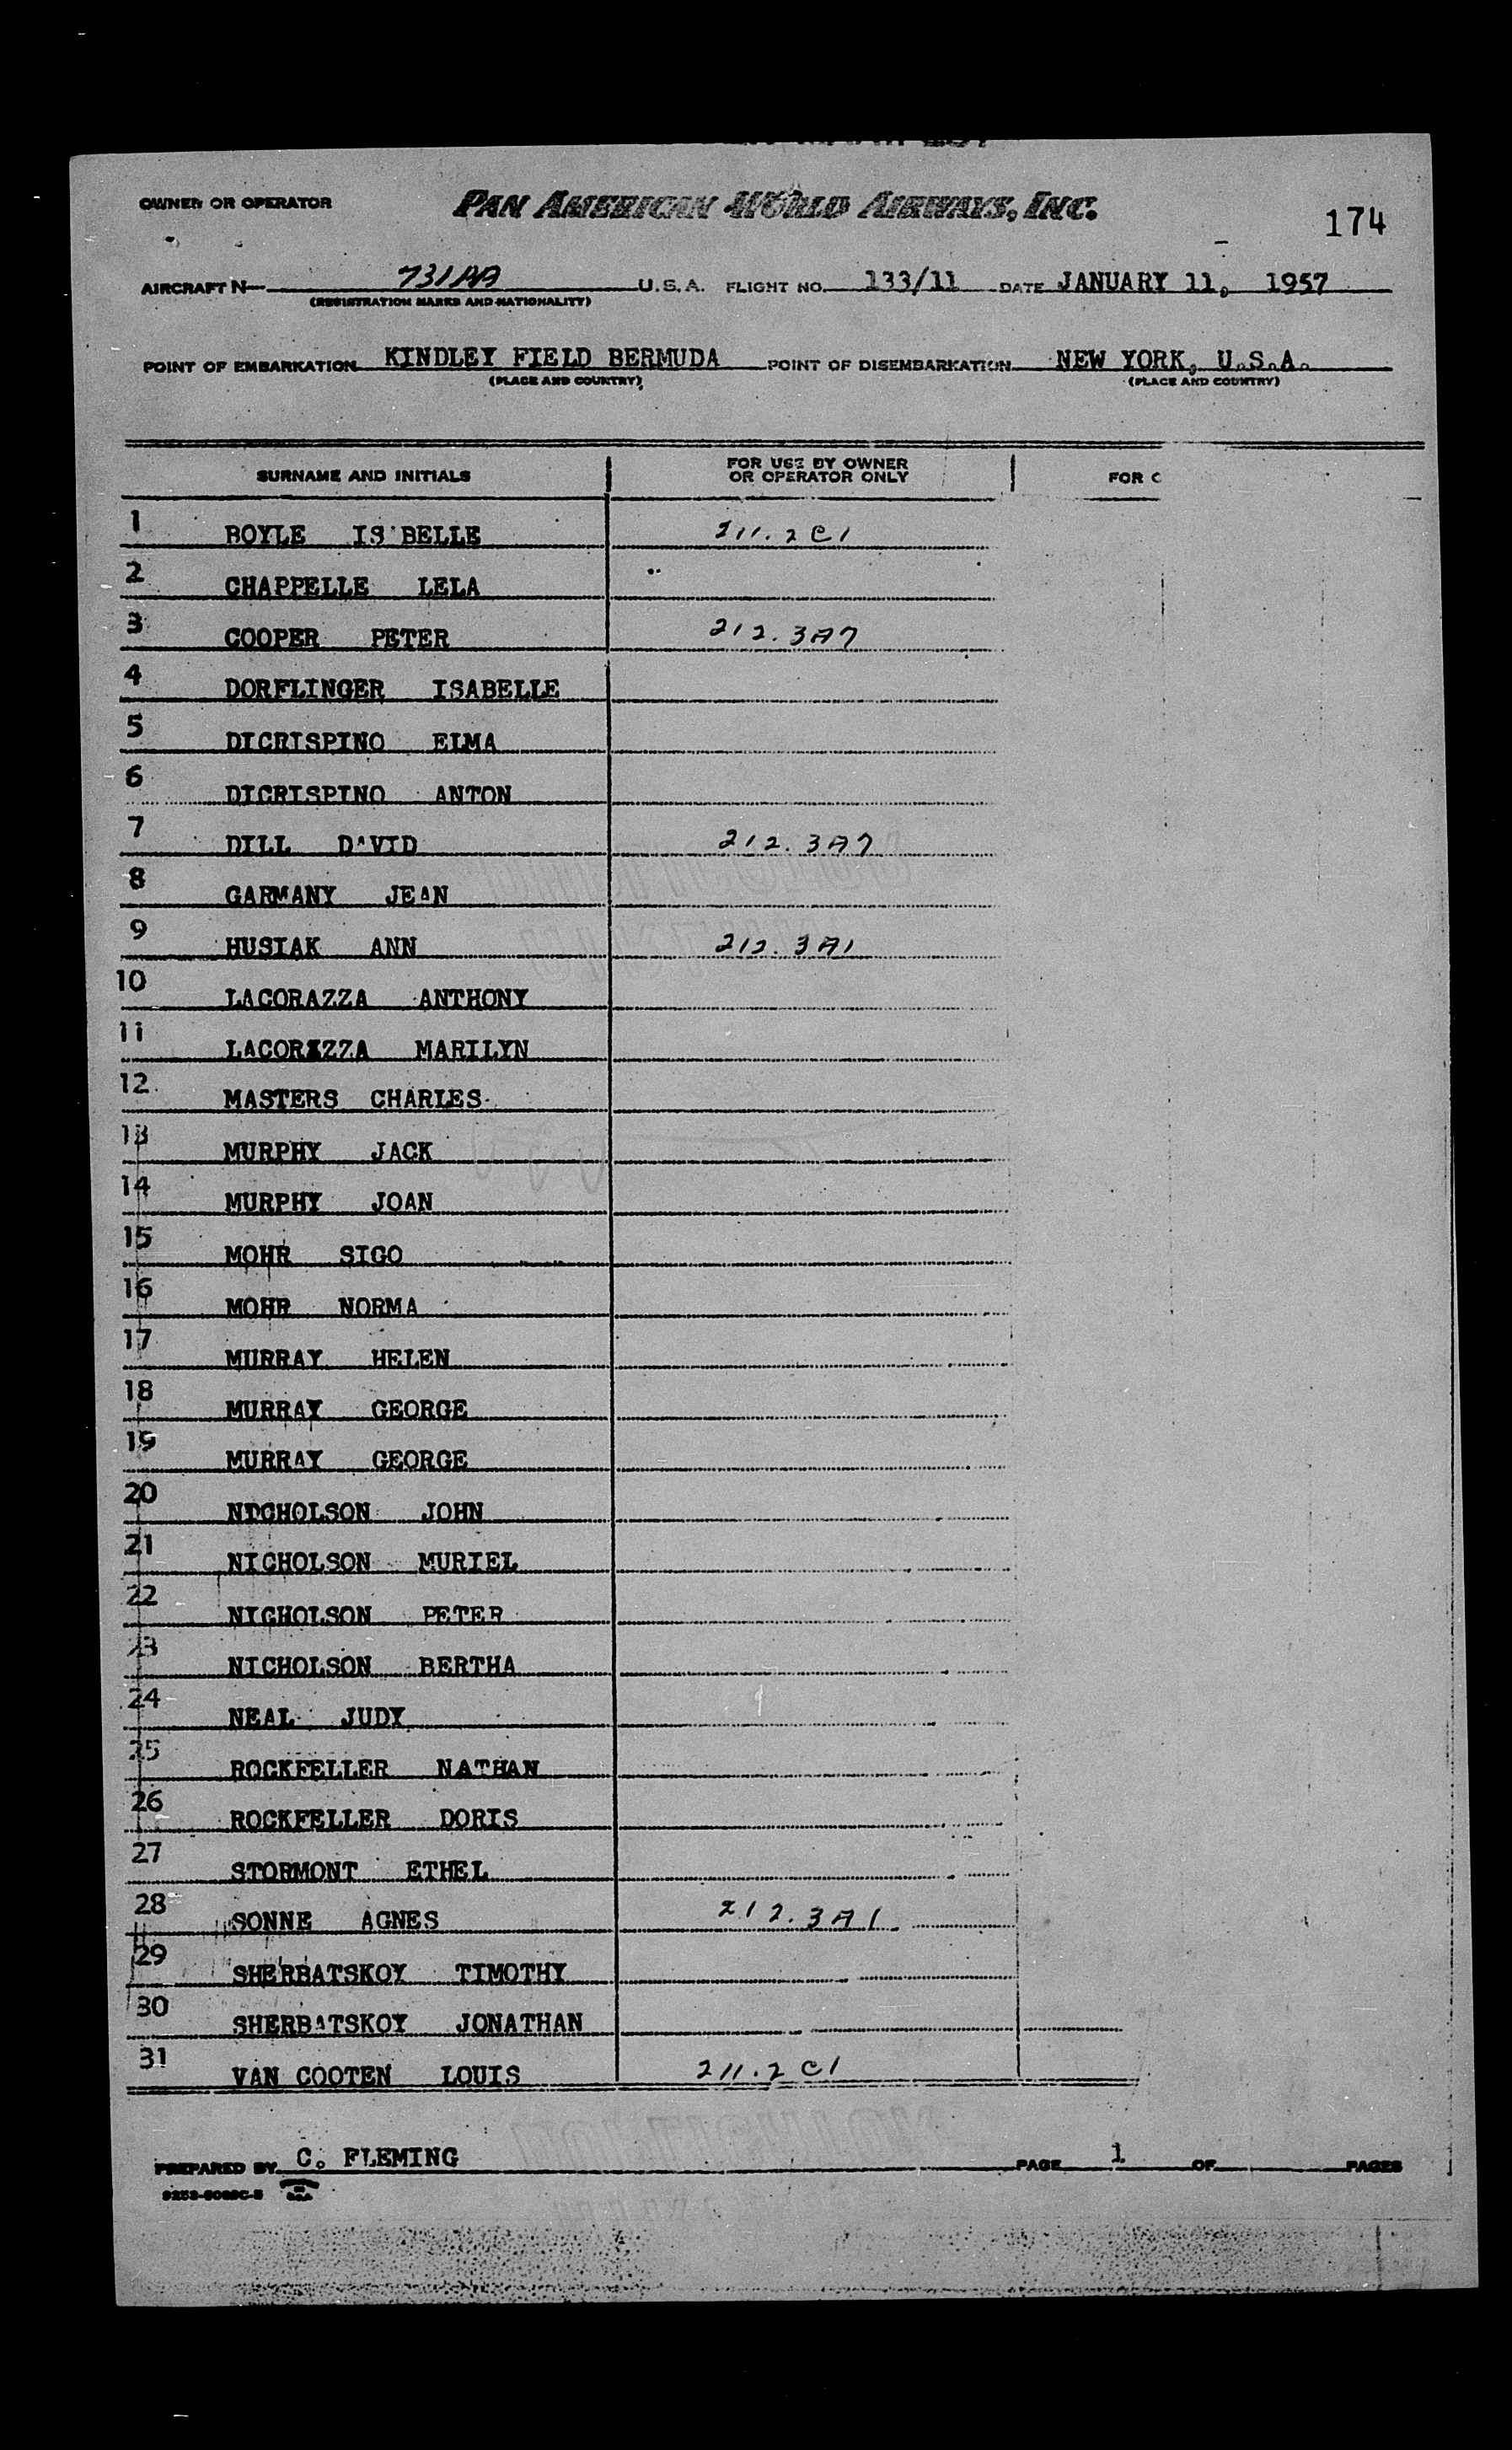 OWNER OR OPERATOR PAN AMERICAN WORLD AIRWAYS, INC. 174
AIRCRAFT N 731AA U.S.A. FLIGHT NO. 133/11 DATE JANUARY 11, 1957
(REGISTRATION MARKS AND NATIONALITY)
POINT OF EMBARKATION KINDLEY FIELD BERMUDA POINT OF DISEMBARKATION NEW YORK, U.S.A.
(PLACE AND COUNTRY) (PLACE AND COUNTRY)
SURNAME AND INITIALS FOR USE BY OWNER OR OPERATOR ONLY FOR
1 BOYLE IS BELLE 211.2C1
2 CHAPPELLE LELA
3 COOPER PETER 212.3A7
4 DORFLINGER ISABELLE
5 DICRISPINO ELMA
6 DICRISPINO ANTON
7 DILL DAVID 212.3A7
8 GARMANY JEAN
9 HUSIAK ANN 212.3A1
10 LACORAZZA ANTHONY
11 LACORAZZA MARILYN
12 MASTERS CHARLES
13 MURPHY JACK
14 MURPHY JOAN
15 MOHR SIGO
16 MOHR NORMA
17 MURRAY HELEN
18 MURRAY GEORGE
19 MURRAY GEORGE
20 NICHOLSON JOHN
21 NICHOLSON MURIEL
22 NICHOLSON PETER
23 NICHOLSON BERTHA
24 NEAL JUDY
25 ROCKFELLER NATHAN
26 ROCKFELLER DORIS
27 STORMONT ETHEL
28 SONNE AGNES 212.3A1
29 SHERBATSKOY TIMOTHY
30 SHERBATSKOY JONATHAN
31 VAN COOTEN LOUIS 211.2C1
PREPARED BY C. FLEMING PAGE 1 OF PAGES